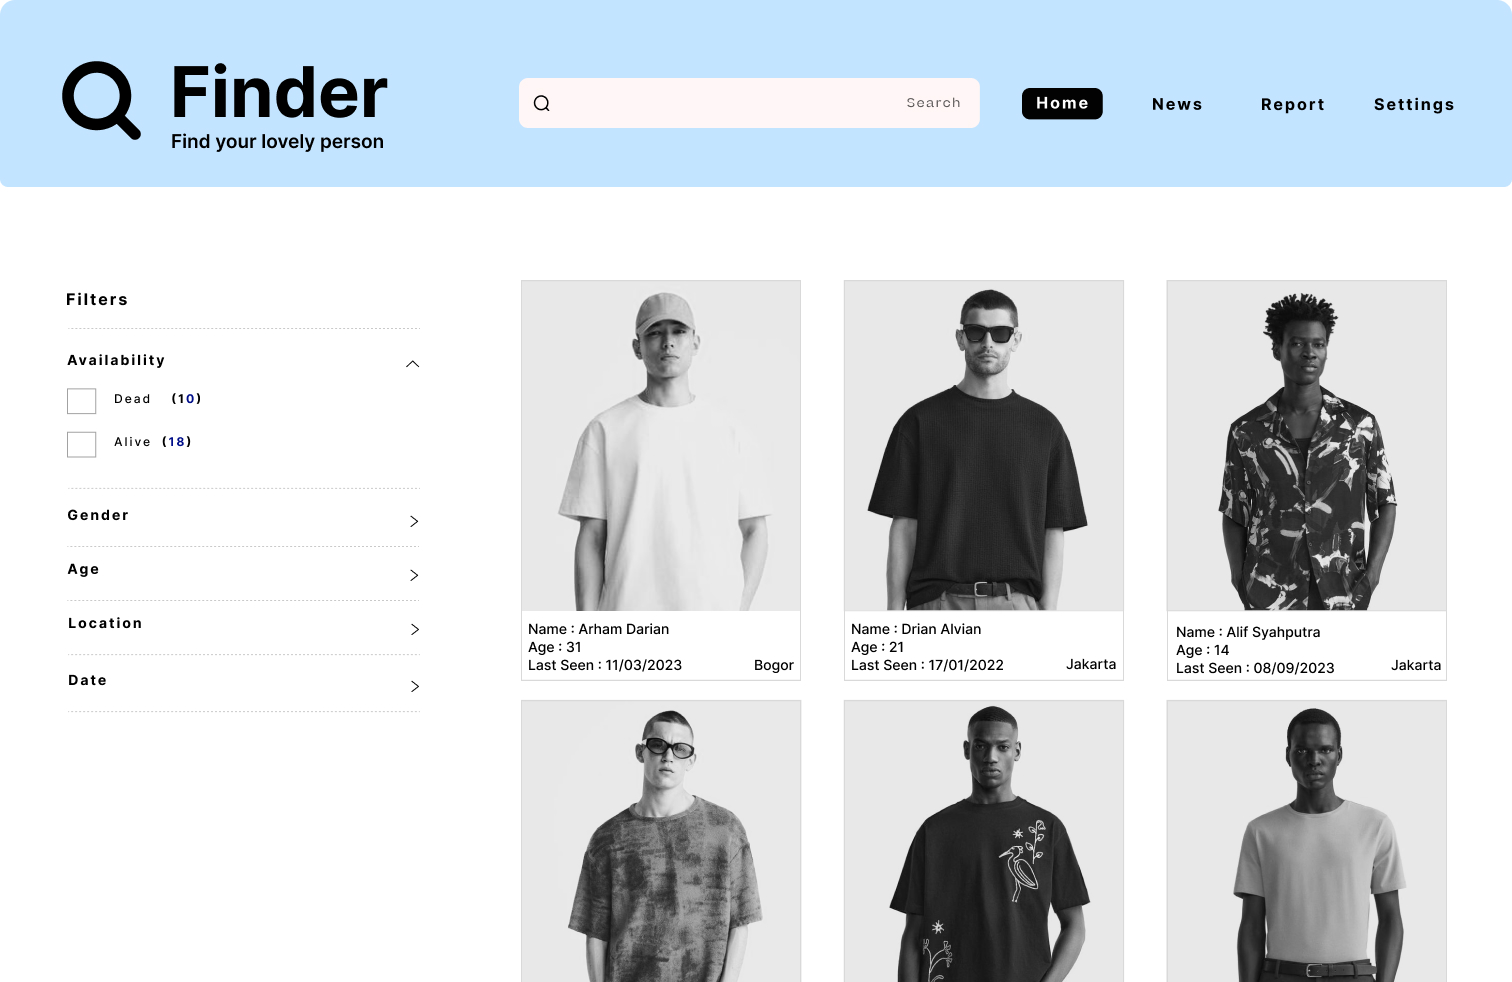 Finder
Find your lovely person
Search
Home
News
Report
Settings
Filters
Availability
Dead (10)
Alive (18)
Gender
Age
Location
Date
Name : Arham Darian
Age : 31
Last Seen : 11/03/2023
Bogor
Name : Drian Alvian
Age : 21
Last Seen : 17/01/2022
Jakarta
Name : Alif Syahputra
Age : 14
Last Seen : 08/09/2023
Jakarta